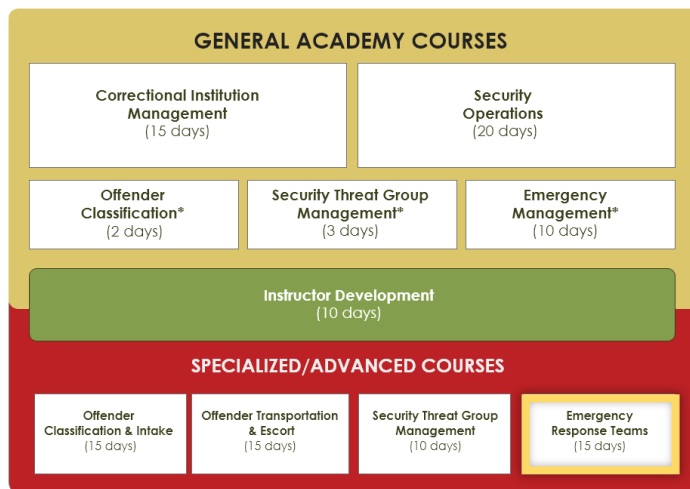 GENERAL ACADEMY COURSES
Correctional Institution
Management
(15 days)
Security
Operations
(20 days)
Offender
Classification*
(2 days)
Security Threat Group
Management*
(3 days)
Emergency
Management*
(10 days)
Instructor Development
(10 days)
SPECIALIZED/ADVANCED COURSES
Offender
Classification & Intake
(15 days)
Offender Transportation
& Escort
(15 days)
Security Threat Group
Management
(10 days)
Emergency
Response Teams
(15 days)